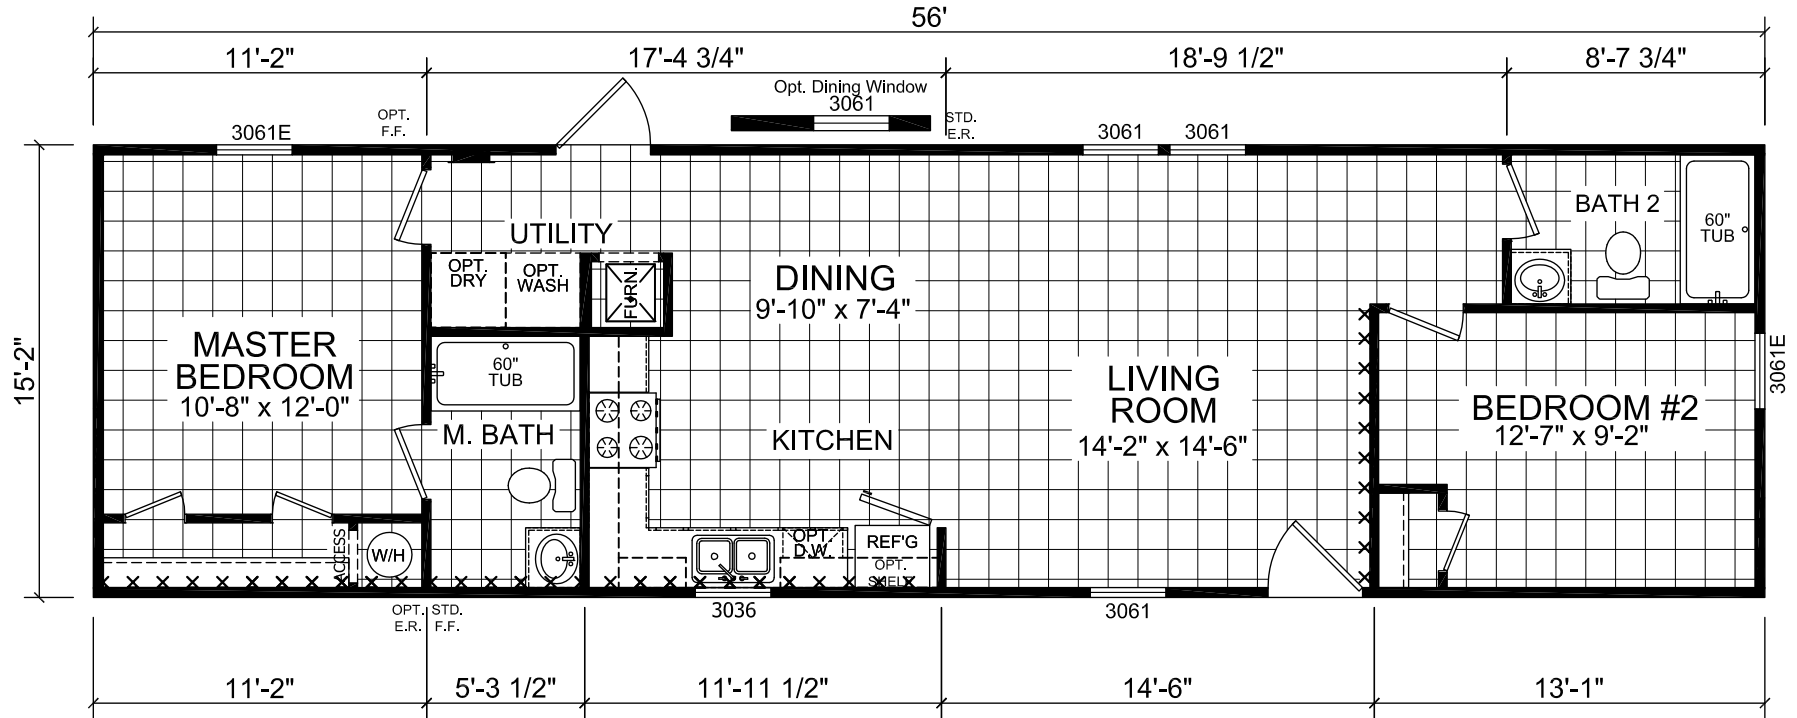 56'
11'-2"
17'-4 3/4"
18'-9 1/2"
8'-7 3/4"
Opt. Dining Window
3061
OPT.
F.F.
STD.
E.R.
3061E
3061
3061
15'-2"
UTILITY
OPT.
DRY
OPT.
WASH
FURN.
DINING
9'-10" x 7'-4"
BATH 2
60"
TUB
MASTER
BEDROOM
10'-8" x 12'-0"
60"
TUB
M. BATH
KITCHEN
LIVING
ROOM
14'-2" x 14'-6"
BEDROOM #2
12'-7" x 9'-2"
3061E
ACCESS
W/H
OPT.
D.W.
REF'G
OPT.
SHELF
OPT.
E.R.
STD.
F.F.
3036
3061
11'-2"
5'-3 1/2"
11'-11 1/2"
14'-6"
13'-1"